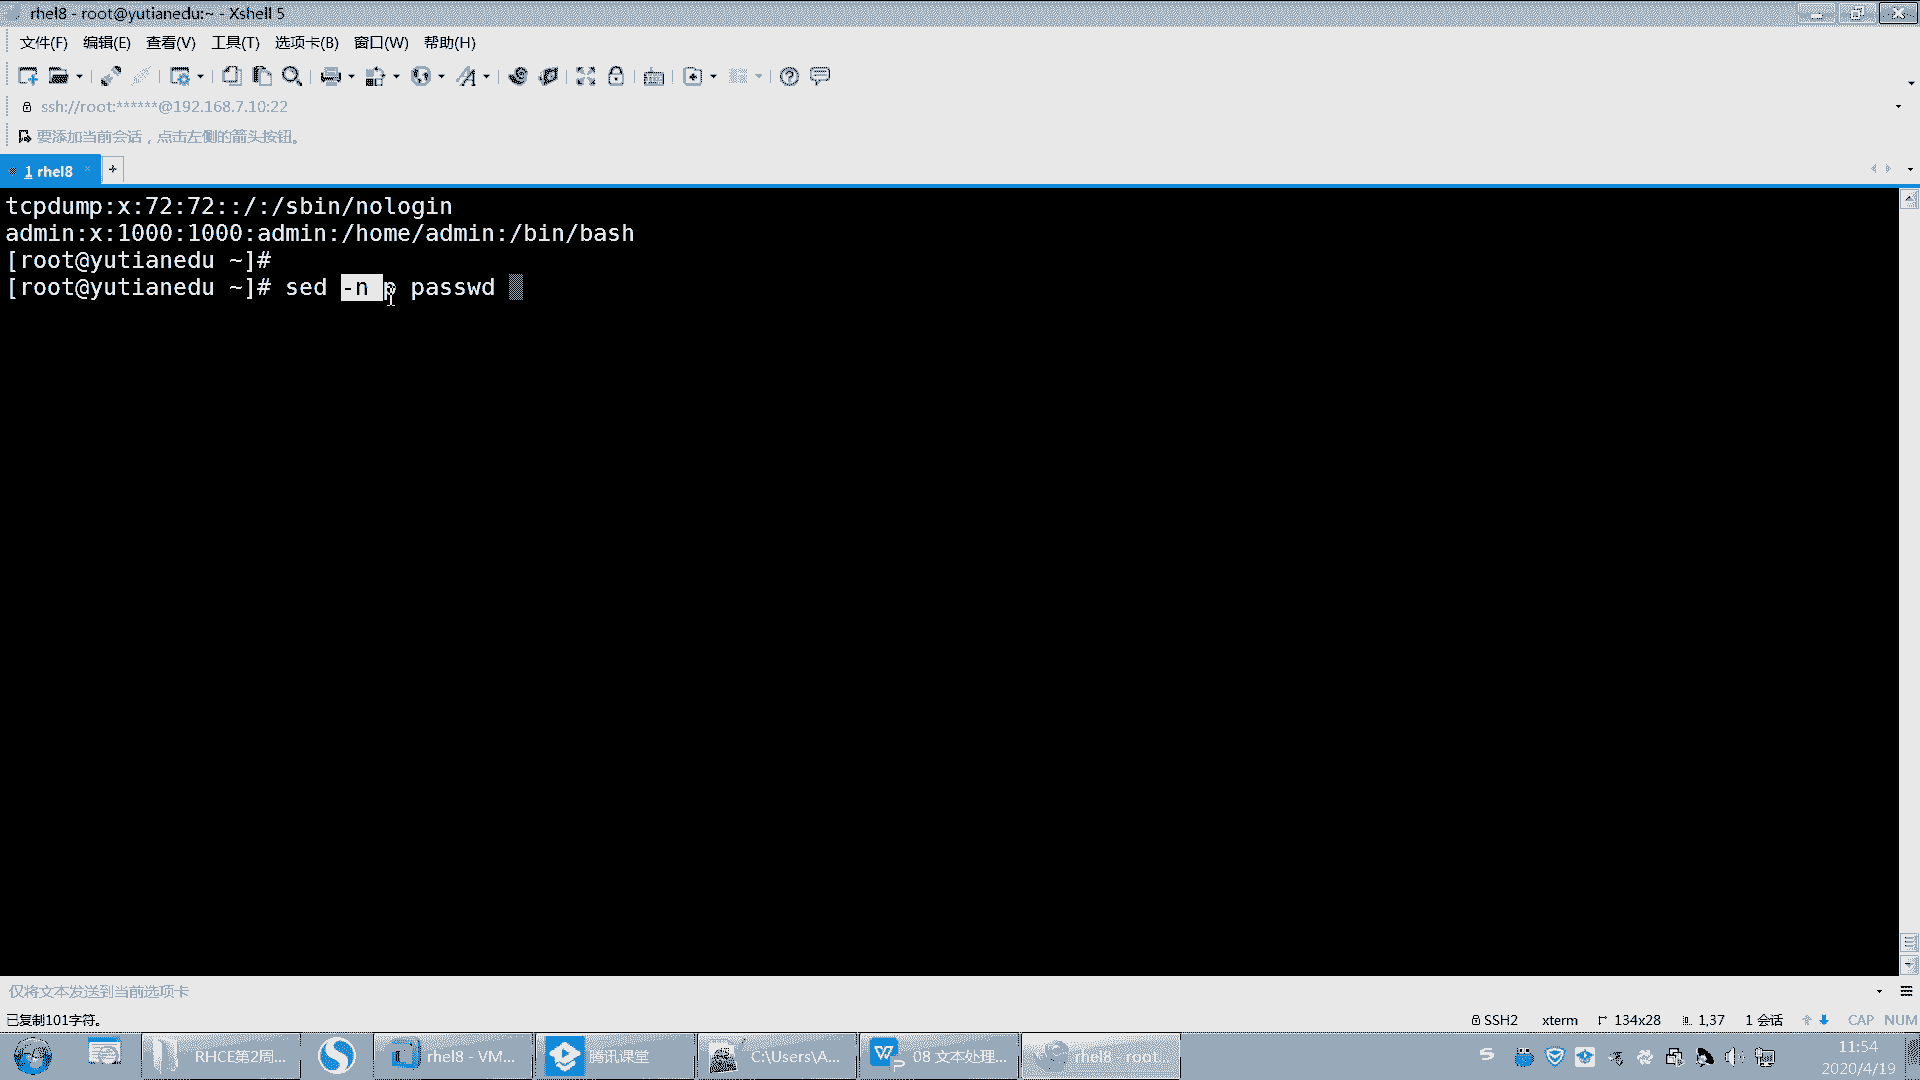 rhel8 - root@yutianedu:~ - Xshell 5
文件(F) 编辑(E) 查看(V) 工具(T) 选项卡(B) 窗口(W) 帮助(H)
ssh://root:******@192.168.7.10:22
要添加当前会话，点击左侧的箭头按钮。
1 rhel8
tcpdump:x:72:72::/:/sbin/nologin
admin:x:1000:1000:admin:/home/admin:/bin/bash
[root@yutianedu ~]#
[root@yutianedu ~]# sed -n p passwd
仅将文本发送到当前选项卡
已复制101字符。
SSH2 xterm 134x28 1,37 1 会话 CAP NUM
RHCE第2周... rhel8 - VM... 腾讯课堂 C:\Users\A... 08 文本处理... rhel8 - root...
11:54
2020/4/19